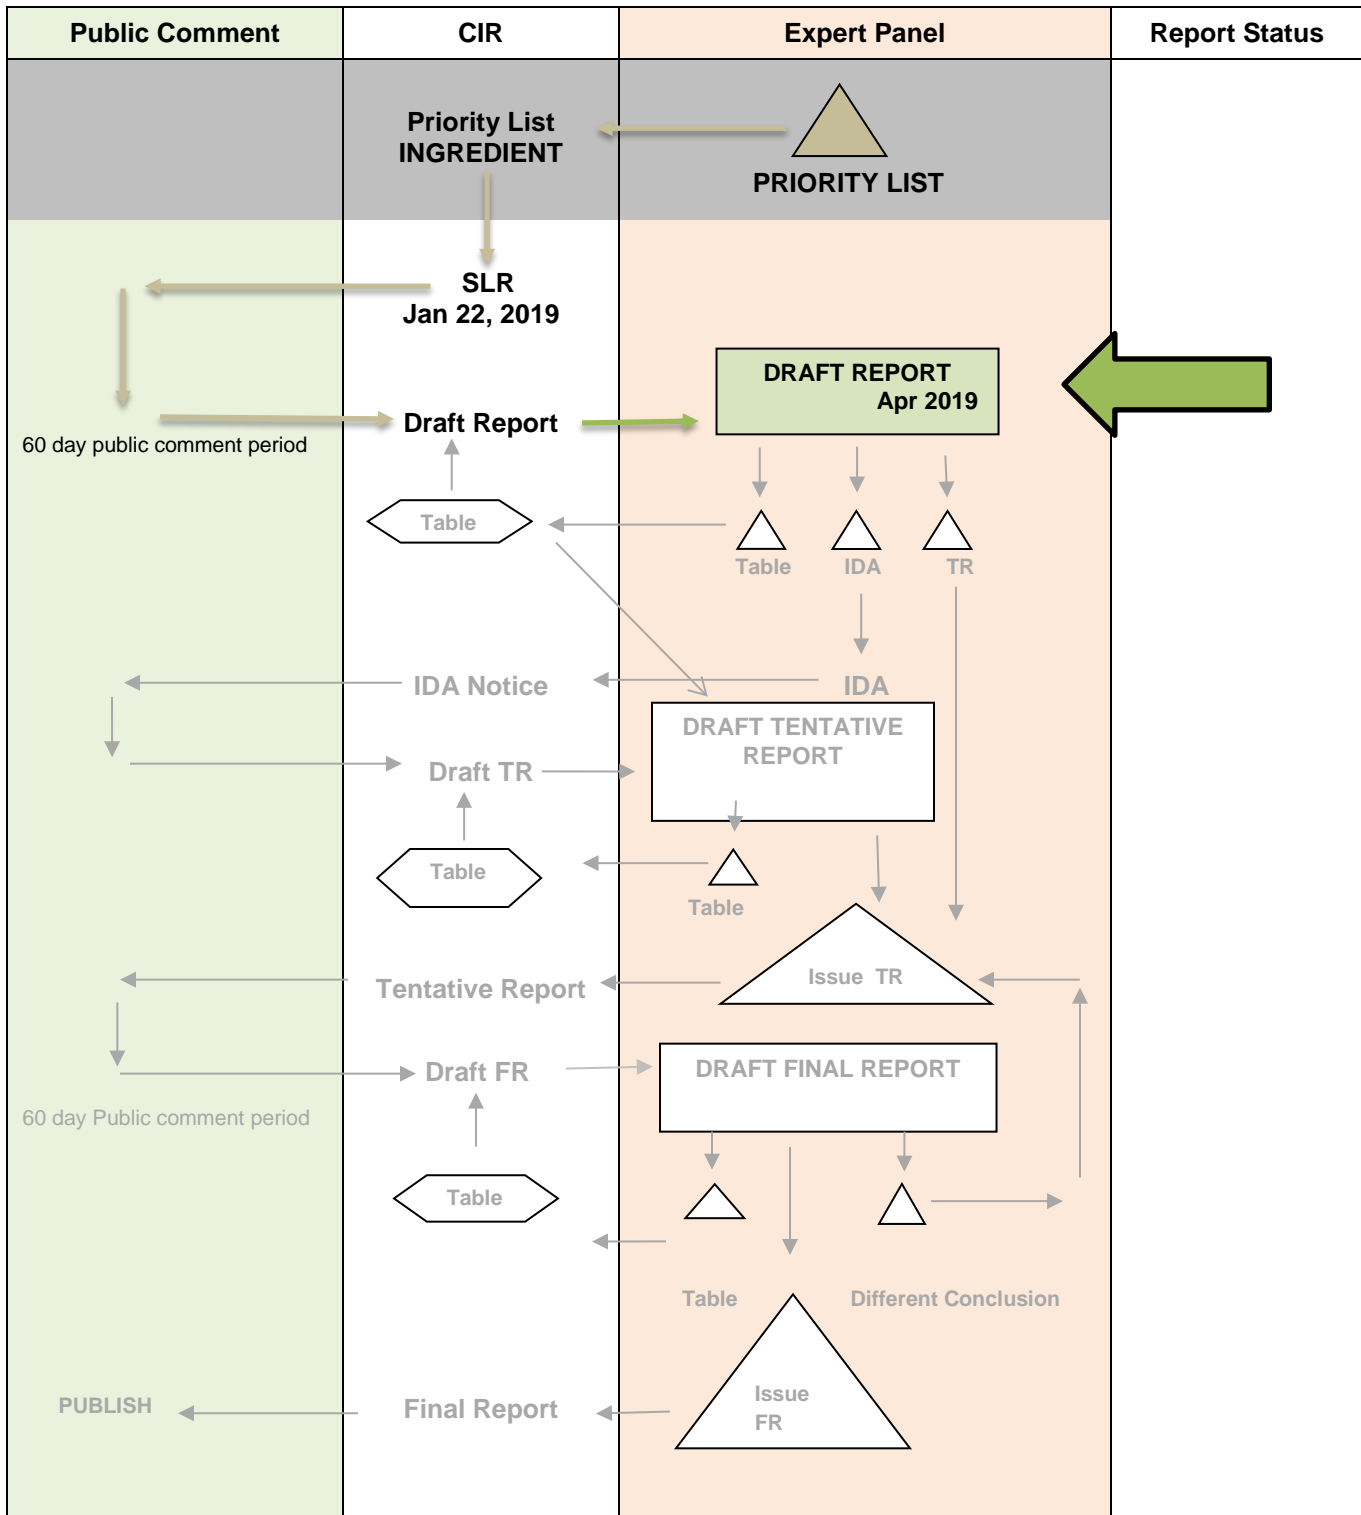 Public Comment
CIR
Expert Panel
Report Status
Priority List
INGREDIENT
PRIORITY LIST
SLR
Jan 22, 2019
DRAFT REPORT
Apr 2019
60 day public comment period
Draft Report
Table
Table
IDA
TR
IDA Notice
IDA
DRAFT TENTATIVE
REPORT
Draft TR
Table
Table
Issue TR
Tentative Report
Draft FR
DRAFT FINAL REPORT
60 day Public comment period
Table
Table
Different Conclusion
PUBLISH
Final Report
Issue
FR